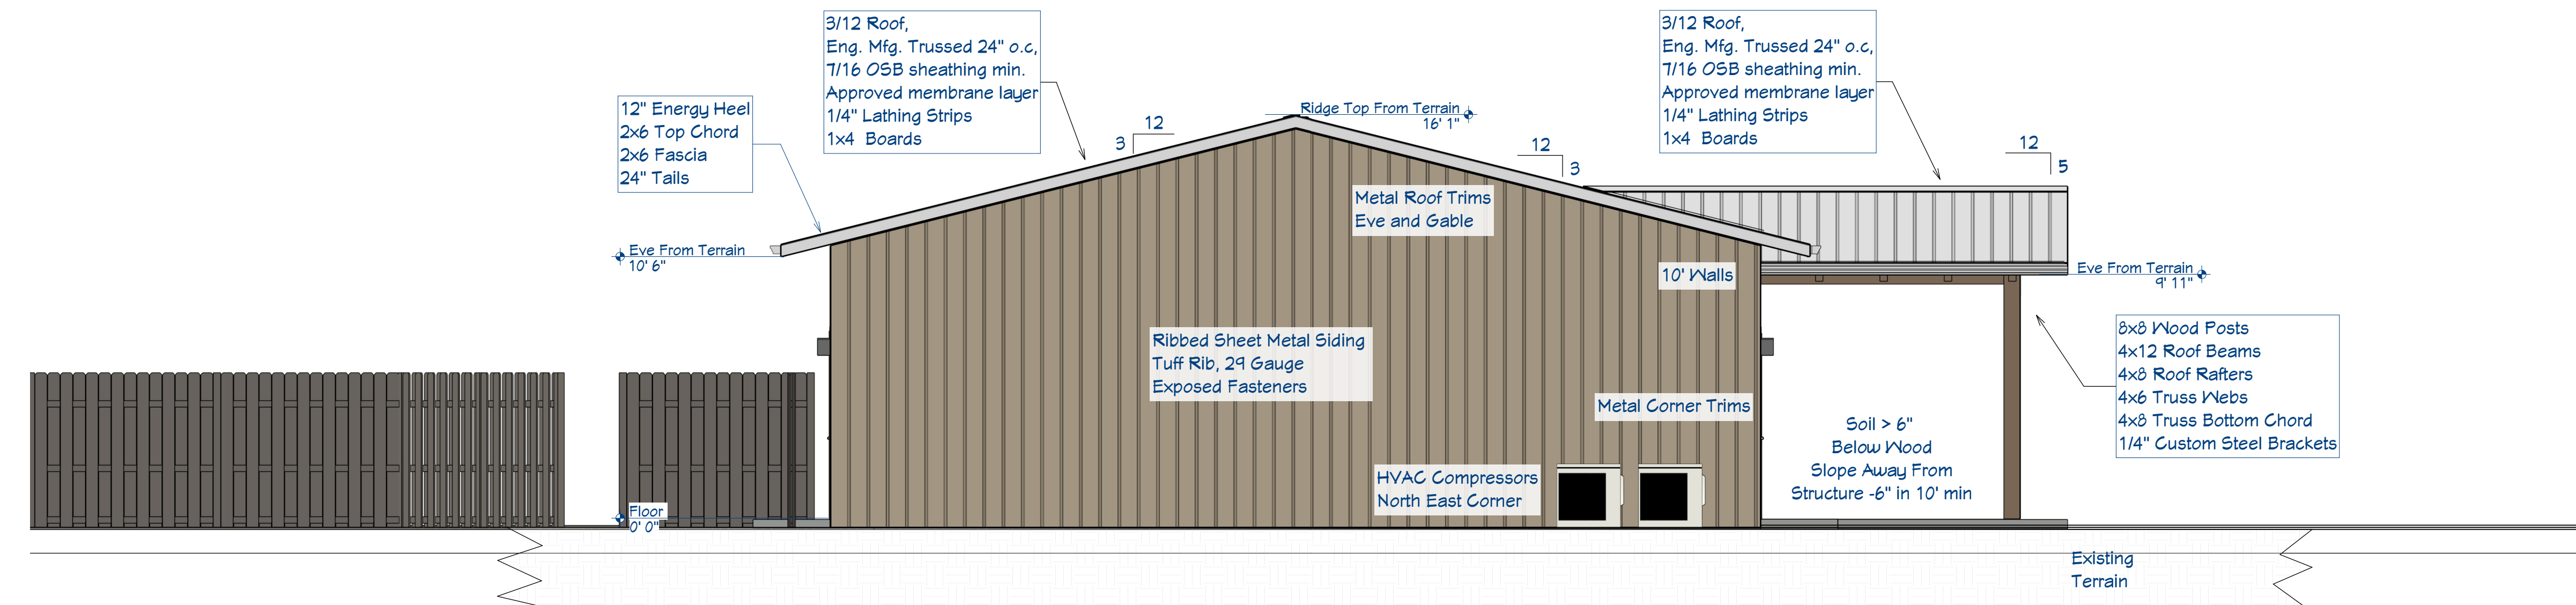 3/12 Roof,
Eng. Mfg. Trussed 24" o.c,
7/16 OSB sheathing min.
Approved membrane layer
1/4" Lathing Strips
1x4  Boards
3/12 Roof,
Eng. Mfg. Trussed 24" o.c,
7/16 OSB sheathing min.
Approved membrane layer
1/4" Lathing Strips
1x4  Boards
12" Energy Heel
2x6 Top Chord
2x6 Fascia
24" Tails
Ridge Top From Terrain
16' 1"
12
3
12
3
12
5
Metal Roof Trims
Eve and Gable
Eve From Terrain
10' 6"
10' Walls
Eve From Terrain
9' 11"
Ribbed Sheet Metal Siding
Tuff Rib, 29 Gauge
Exposed Fasteners
8x8 Wood Posts
4x12 Roof Beams
4x8 Roof Rafters
4x6 Truss Webs
4x8 Truss Bottom Chord
1/4" Custom Steel Brackets
Metal Corner Trims
Soil > 6"
Below Wood
Slope Away From
Structure -6" in 10' min
HVAC Compressors
North East Corner
Floor
0' 0"
Existing
Terrain